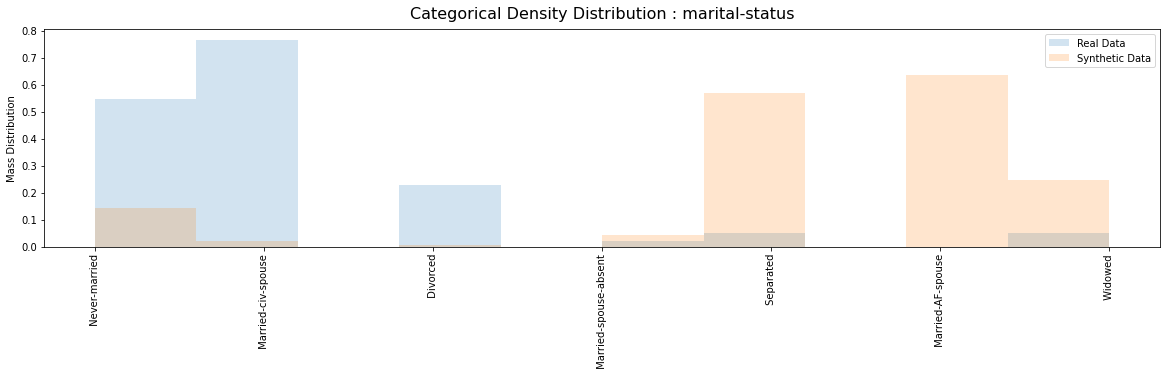 Categorical Density Distribution : marital-status
Real Data
Synthetic Data
Mass Distribution
0.8
0.7
0.6
0.5
0.4
0.3
0.2
0.1
0.0
Never-married
Married-civ-spouse
Divorced
Married-spouse-absent
Separated
Married-AF-spouse
Widowed